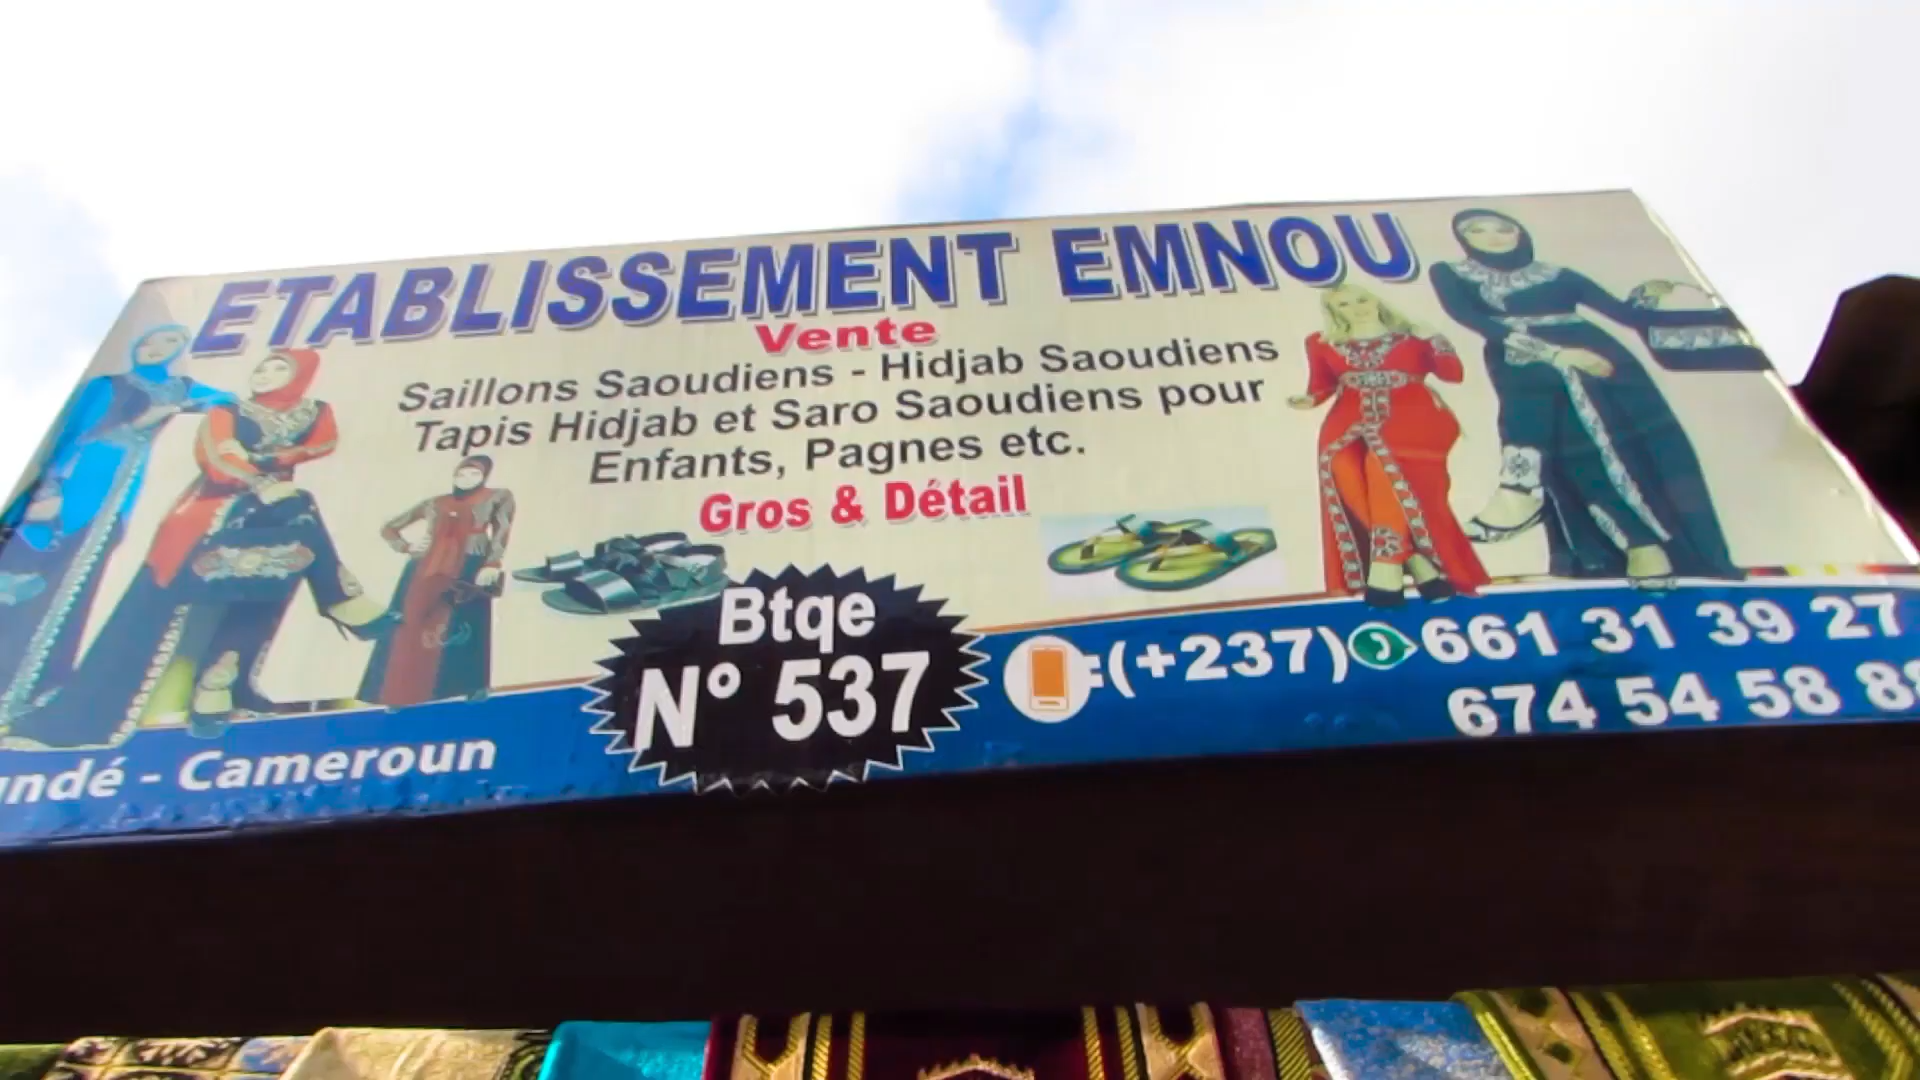 ETABLISSEMENT EMNOU
Vente
Saillons Saoudiens - Hidjab Saoudiens
Tapis Hidjab et Saro Saoudiens pour
Enfants, Pagnes etc.
Gros & Détail
Btqe
N° 537
:(+237) 661 31 39 27
674 54 58 8
- Cameroun